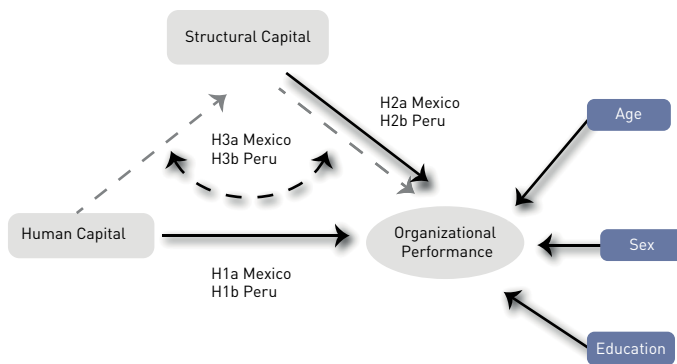 Structural Capital
H2a Mexico
H2b Peru
Age
H3a Mexico
H3b Peru
Human Capital
Organizational
Performance
Sex
H1a Mexico
H1b Peru
Education